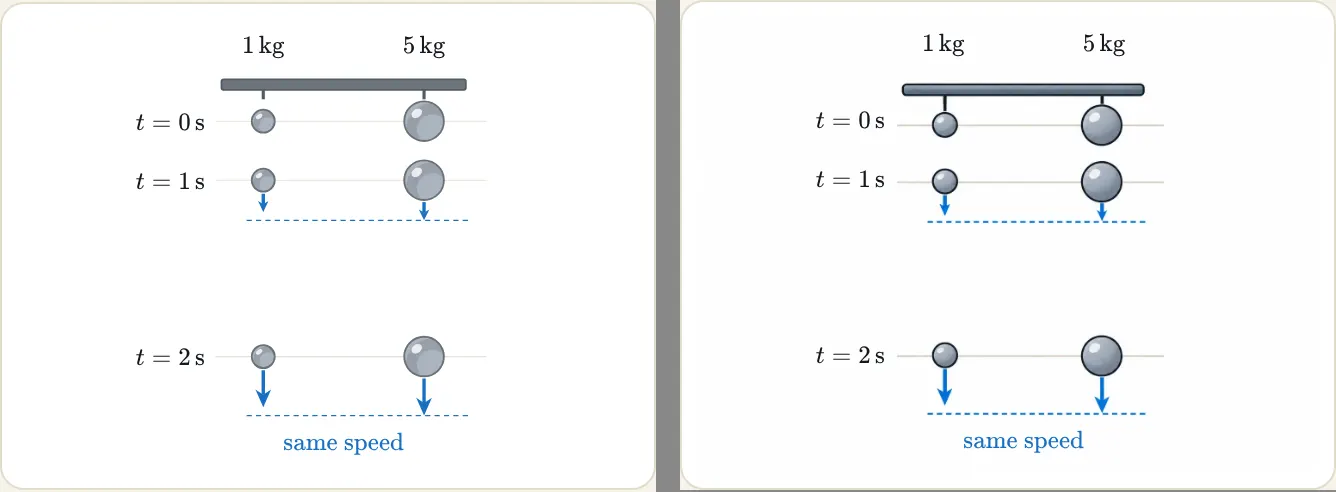 1 kg 5 kg
t = 0 s
t = 1 s
t = 2 s
same speed
1 kg 5 kg
t = 0 s
t = 1 s
t = 2 s
same speed